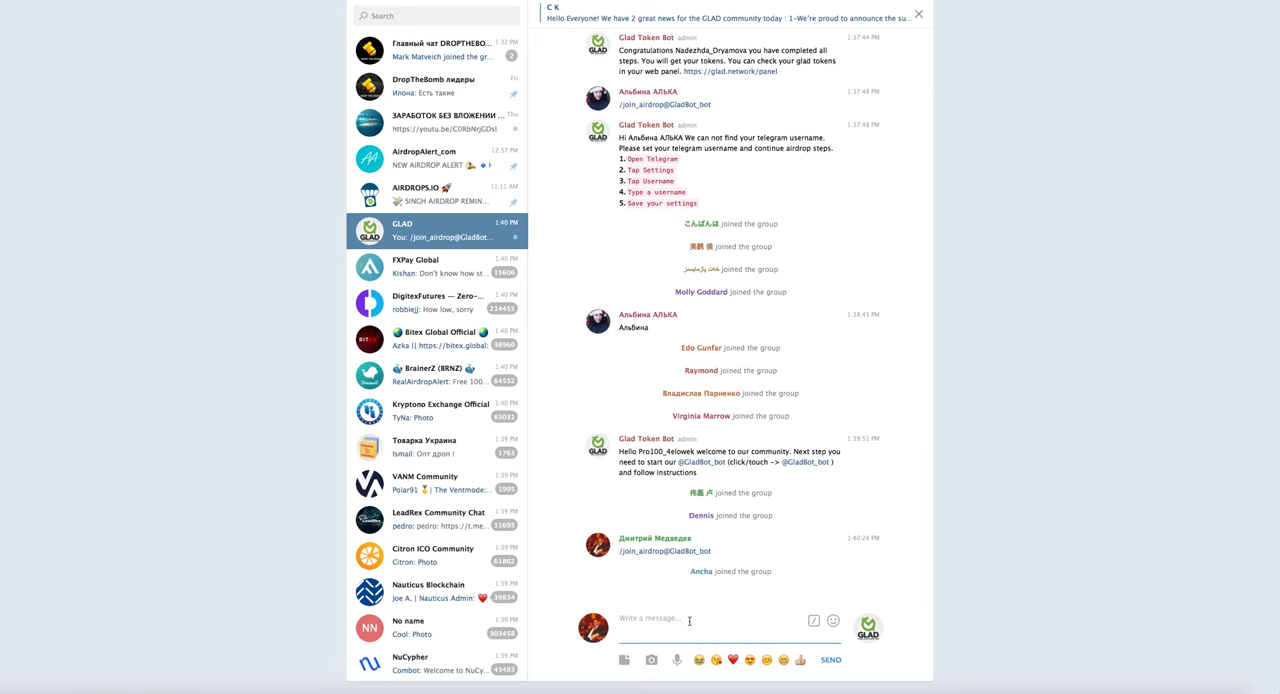 Search
Главный чат DROPTHEBO... 1:32 PM
Mark Matveich joined the gr... 2
DropTheBomb лидеры Fri
Илона: Есть такие
ЗАРАБОТОК БЕЗ ВЛОЖЕНИИ ... Thu
https://youtu.be/C0RbNrjGDsI
AirdropAlert_com 12:57 PM
NEW AIRDROP ALERT
AIRDROPS.IO 🚀 11:11 AM
SINGH AIRDROP REMIN...
GLAD 1:40 PM
You: /join_airdrop@GladBot...
FXPay Global 1:40 PM
Kishan: Don't know how st... 15606
DigitexFutures — Zero-... 1:40 PM
robbiejj: How low, sorry 214455
Bitex Global Official 1:40 PM
Azka || https://bitex.global: 38960
BrainerZ (BRNZ) 1:40 PM
RealAirdropAlert: Free 100... 64552
Kryptono Exchange Official 1:40 PM
TyNa: Photo 83031
Товарка Украина 1:39 PM
Ismail: Опт дроп ! 1763
VANM Community 1:39 PM
Polar91 🏅 | The Ventmode:... 1995
LeadRex Community Chat 1:39 PM
pedro: pedro: https://t.me... 11695
Citron ICO Community 1:39 PM
Citron: Photo 61862
Nauticus Blockchain 1:39 PM
Joe A. | Nauticus Admin: ❤️ 39834
NN
No name 1:39 PM
Cool: Photo 303458
NuCypher 1:39 PM
Combot: Welcome to NuCy... 43483
C K
Hello Everyone! We have 2 great news for the GLAD community today : 1-We're proud to announce the su...
GLAD
Glad Token Bot admin 1:37:44 PM
Congratulations Nadezhda_Dryamova you have completed all
steps. You will get your tokens. You can check your glad tokens
in your web panel. https://glad.network/panel
Альбина АЛЬКА 1:37:48 PM
/join_airdrop@GladBot_bot
GLAD
Glad Token Bot admin 1:37:48 PM
Hi Альбина АЛЬКА We can not find your telegram username.
Please set your telegram username and continue airdrop steps.
1. Open Telegram
2. Tap Settings
3. Tap Username
4. Type a username
5. Save your settings
こんばんは joined the group
joined the group
joined the group
Molly Goddard joined the group
Альбина АЛЬКА 1:38:45 PM
Альбина
Edo Gunfar joined the group
Raymond joined the group
Владислав Парненко joined the group
Virginia Marrow joined the group
GLAD
Glad Token Bot admin 1:39:51 PM
Hello Pro100_4elowek welcome to our community. Next step you
need to start our @GladBot_bot (click/touch -> @GladBot_bot )
and follow instructions
伟磊 卢 joined the group
Dennis joined the group
Дмитрий Медведев 1:40:24 PM
/join_airdrop@GladBot_bot
Ancha joined the group
Write a message...
GLAD
SEND